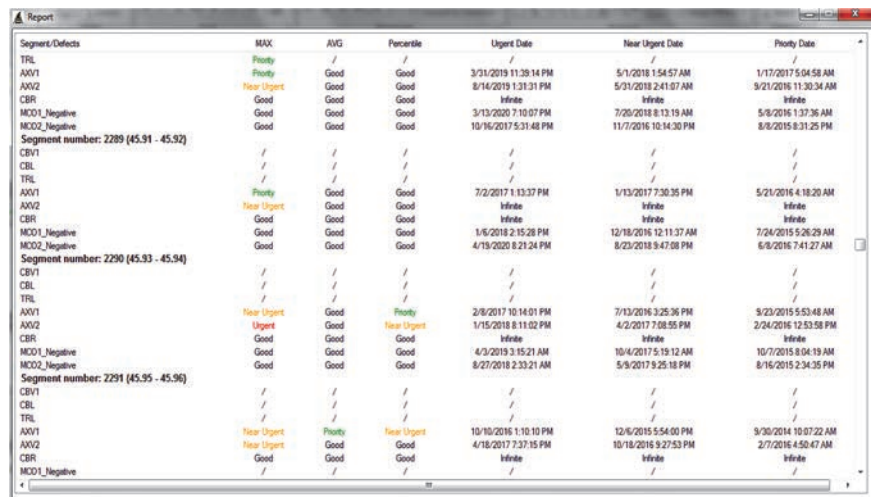 Report
Segment/Defects MAX AVG Percentile Urgent Date Near Urgent Date Priority Date
TRL Priority / / / / /
AXV1 Priority Good Good 3/31/2019 11:39:14 PM 5/1/2018 1:54:57 AM 1/17/2017 5:04:58 AM
AXV2 Near Urgent Good Good 8/14/2019 1:31:31 PM 5/31/2018 2:41:07 AM 9/21/2016 11:30:34 AM
CBR Good Good Good Infinite Infinite Infinite
MCO1_Negative Good Good Good 3/13/2020 7:10:07 PM 7/20/2018 8:13:19 AM 5/8/2016 1:37:36 AM
MCO2_Negative Good Good Good 10/16/2017 5:31:48 PM 11/7/2016 10:14:30 PM 8/8/2015 8:31:25 PM
Segment number: 2289 (45.91 - 45.92)
CBV1 / / / / / /
CBL / / / / / /
TRL / / / / / /
AXV1 Priority Good Good 7/2/2017 1:13:37 PM 1/13/2017 7:30:35 PM 5/21/2016 4:18:20 AM
AXV2 Near Urgent Good Good Infinite Infinite Infinite
CBR Good Good Good Infinite Infinite Infinite
MCO1_Negative Good Good Good 1/6/2018 2:15:28 PM 12/18/2016 12:11:37 AM 7/24/2015 5:26:29 AM
MCO2_Negative Good Good Good 4/19/2020 8:21:24 PM 8/23/2018 9:47:08 PM 6/8/2016 7:41:27 AM
Segment number: 2290 (45.93 - 45.94)
CBV1 / / / / / /
CBL / / / / / /
TRL / / / / / /
AXV1 Near Urgent Good Priority 2/8/2017 10:14:01 PM 7/13/2016 3:25:36 PM 9/23/2015 5:53:48 AM
AXV2 Urgent Good Near Urgent 1/15/2018 8:11:02 PM 4/2/2017 7:08:55 PM 2/24/2016 12:53:58 PM
CBR Good Good Good Infinite Infinite Infinite
MCO1_Negative Good Good Good 4/3/2019 3:15:21 AM 10/4/2017 5:19:12 AM 10/7/2015 8:04:19 AM
MCO2_Negative Good Good Good 8/27/2018 2:33:21 AM 5/9/2017 9:25:18 PM 8/16/2015 2:34:35 PM
Segment number: 2291 (45.95 - 45.96)
CBV1 / / / / / /
CBL / / / / / /
TRL / / / / / /
AXV1 Near Urgent Priority Near Urgent 10/10/2016 1:10:10 PM 12/6/2015 5:54:00 PM 9/30/2014 10:07:22 AM
AXV2 Near Urgent Good Good 4/18/2017 7:37:15 PM 10/18/2016 9:27:53 PM 2/7/2016 4:50:47 AM
CBR Good Good Good Infinite Infinite Infinite
MCO1_Negative / / / / / /